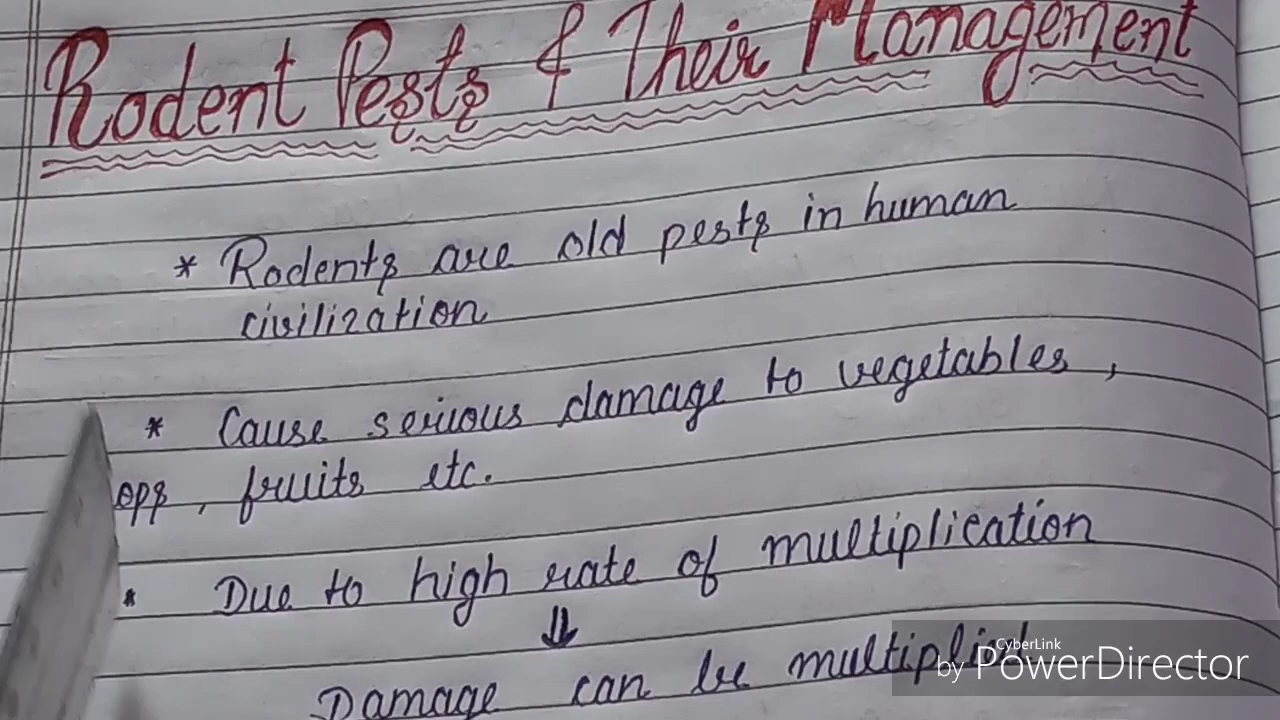 Rodent Pests & Their Management
* Rodents are old pests in human
civilization
* Cause serious damage to vegetables,
ops, fruits etc.
* Due to high rate of multiplication
⇓
Damage can be multiplied
CyberLink
by PowerDirector